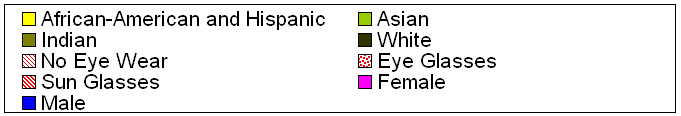 African-American and Hispanic Asian
Indian White
No Eye Wear Eye Glasses
Sun Glasses Female
Male